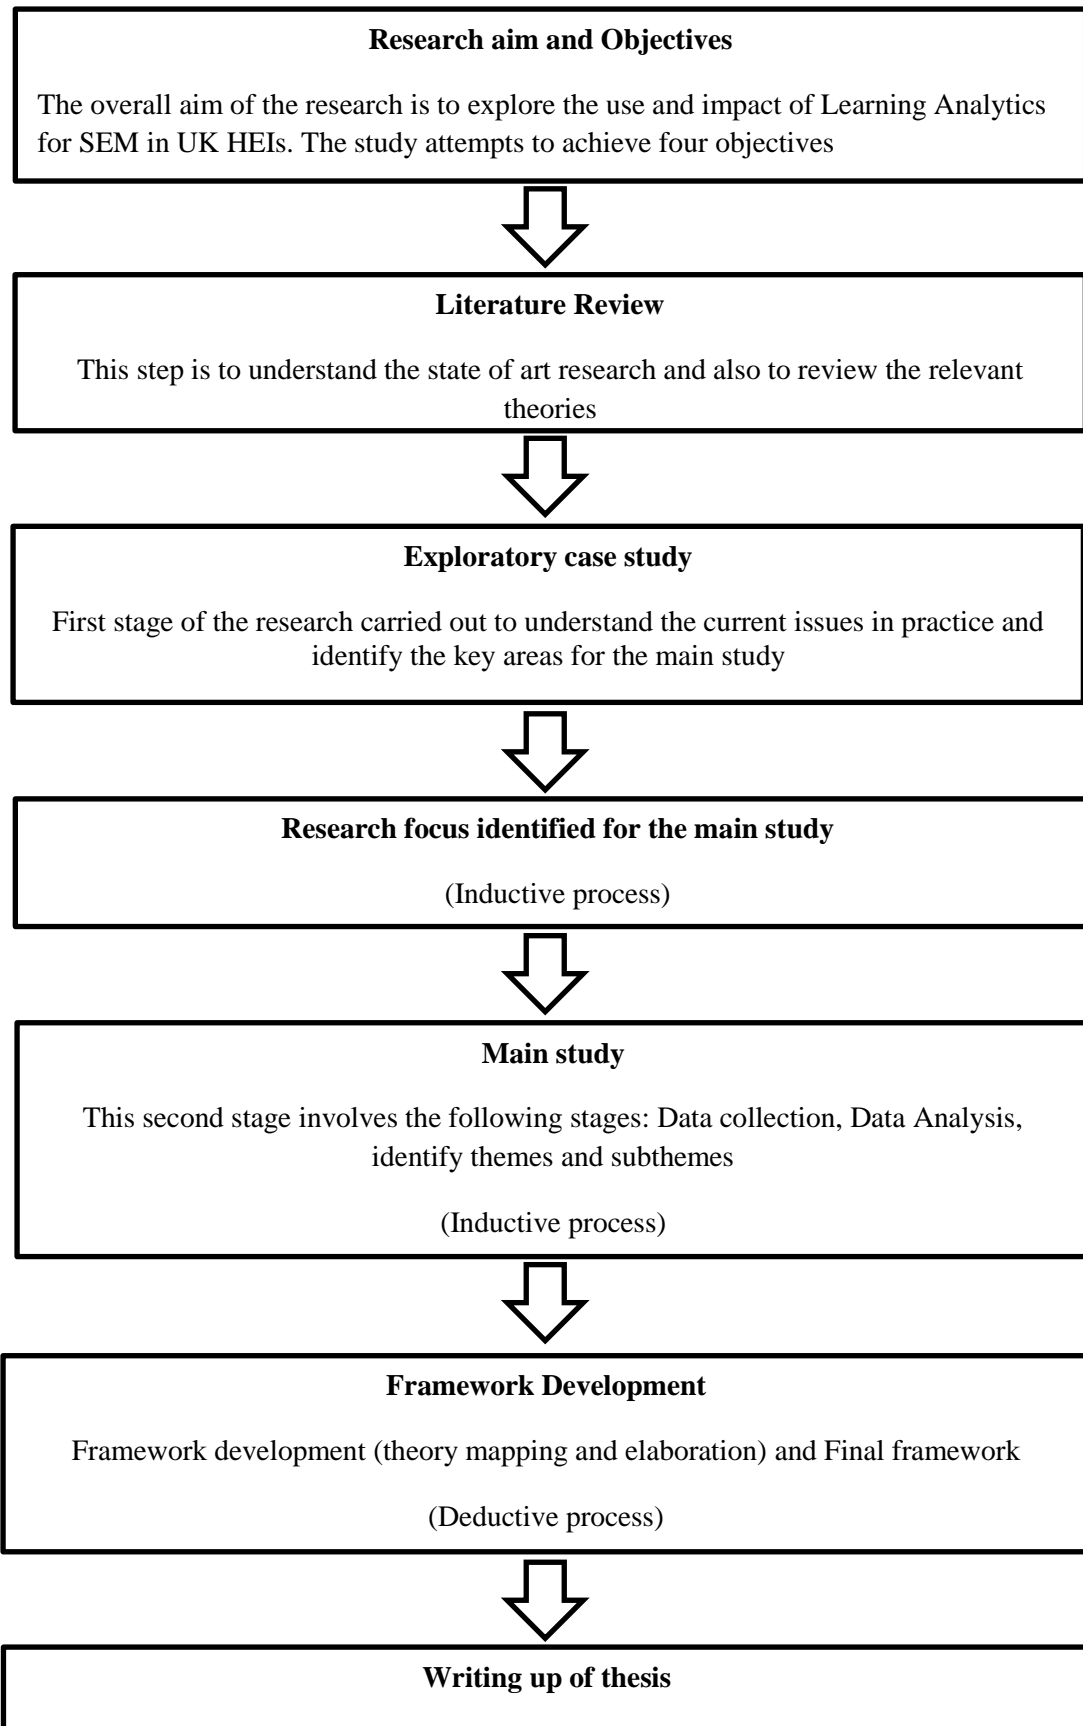 Research aim and Objectives
The overall aim of the research is to explore the use and impact of Learning Analytics
for SEM in UK HEIs. The study attempts to achieve four objectives
Literature Review
This step is to understand the state of art research and also to review the relevant
theories
Exploratory case study
First stage of the research carried out to understand the current issues in practice and
identify the key areas for the main study
Research focus identified for the main study
(Inductive process)
Main study
This second stage involves the following stages: Data collection, Data Analysis,
identify themes and subthemes
(Inductive process)
Framework Development
Framework development (theory mapping and elaboration) and Final framework
(Deductive process)
Writing up of thesis